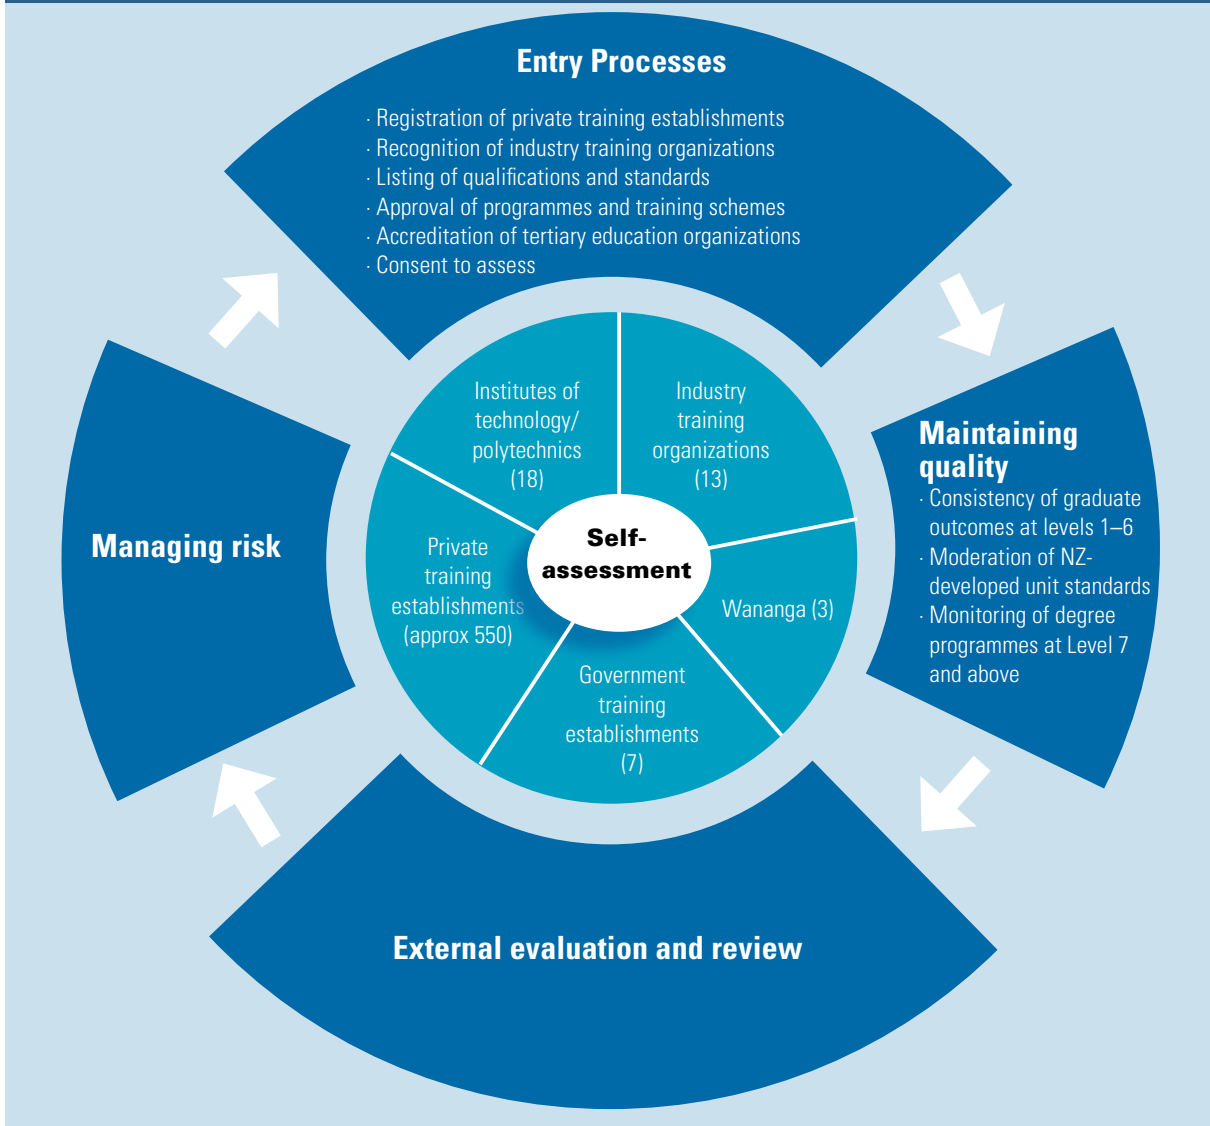 Entry Processes
· Registration of private training establishments
· Recognition of industry training organizations
· Listing of qualifications and standards
· Approval of programmes and training schemes
· Accreditation of tertiary education organizations
· Consent to assess
Institutes of
technology/
polytechnics
(18)
Industry
training
organizations
(13)
Maintaining
quality
· Consistency of graduate
outcomes at levels 1–6
· Moderation of NZ-
developed unit standards
· Monitoring of degree
programmes at Level 7
and above
Managing risk
Private
training
establishments
(approx 550)
Self-
assessment
Wananga (3)
Government
training
establishments
(7)
External evaluation and review